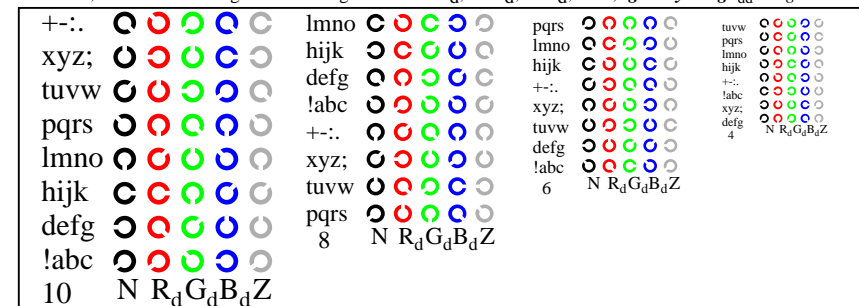 +-:.
xyz;
tuvw
pqrs
lmno
hijk
defg
!abc
10 N RdGdBdZ
lmno
hijk
defg
!abc
+-:.
xyz;
tuvw
pqrs
8 N RdGdBdZ
pqrs
lmno
hijk
+-:.
xyz;
tuvw
defg
!abc
6 N RdGdBdZ
tuvw
pqrs
lmno
hijk
+-:.
!abc
xyz;
defg
4 N RdGdBdZ